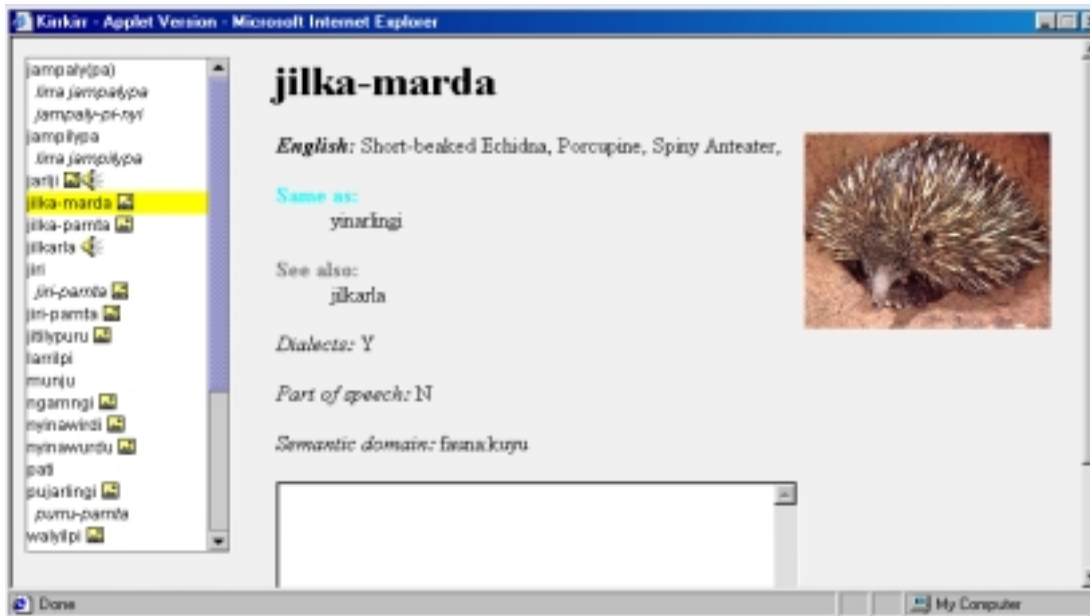 Kirrkirr - Applet Version - Microsoft Internet Explorer
jampaly(pa)
lirra jampalypa
jampaly-pi-nyi
jampilypa
lirra jampilypa
jarlji
jilka-marda
jilka-parnta
jilkarla
jiri
jiri-parnta
jiri-parnta
jitilypuru
larrilpi
munju
ngarrngi
nyinawirdi
nyinawurdu
pati
pujarlingi
purru-parnta
walyilpi
jilka-marda
English: Short-beaked Echidna, Porcupine, Spiny Anteater,
Same as:
yinarlingi
See also:
jilkarla
Dialects: Y
Part of speech: N
Semantic domain: fauna:kuyu
Done
My Computer